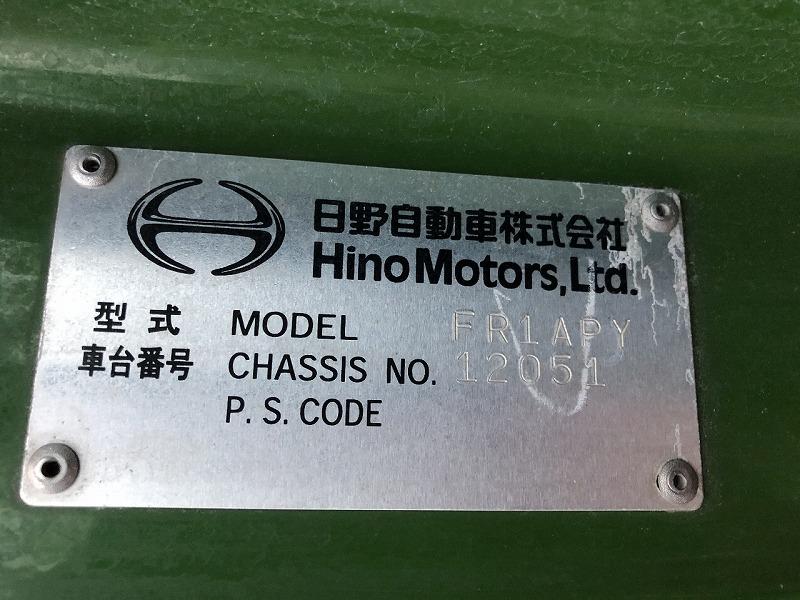 日野自動車株式会社
Hino Motors, Ltd.
型式 MODEL FR1APY
車台番号 CHASSIS NO. 12051
P. S. CODE